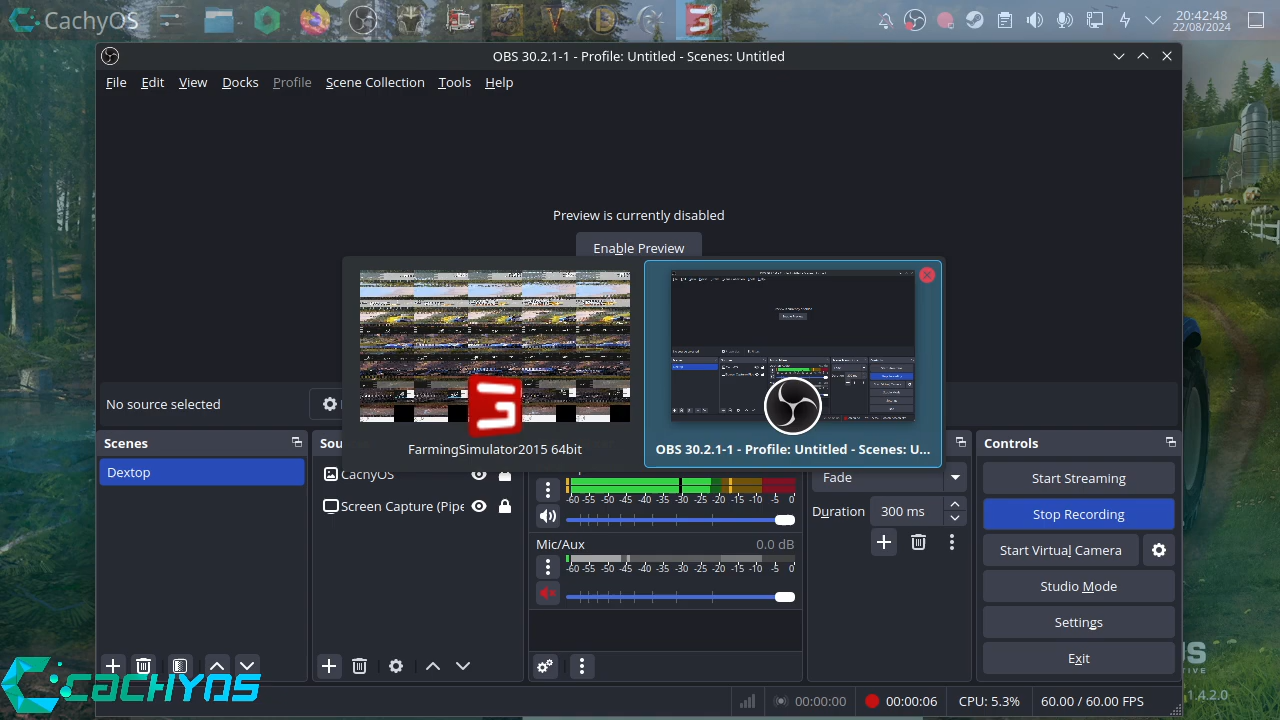 CachyOS
20:42:48
22/08/2024
OBS 30.2.1-1 - Profile: Untitled - Scenes: Untitled
File Edit View Docks Profile Scene Collection Tools Help
Preview is currently disabled
Enable Preview
FarmingSimulator2015 64bit
OBS 30.2.1-1 - Profile: Untitled - Scenes: U...
No source selected
Scenes
Dextop
Sou
CachyOS
Screen Capture (Pipe
-60 -55 -50 -45 -40 -35 -30 -25 -20 -15 -10 -5 0
Mic/Aux 0.0 dB
-60 -55 -50 -45 -40 -35 -30 -25 -20 -15 -10 -5 0
Fade
Duration 300 ms
Controls
Start Streaming
Stop Recording
Start Virtual Camera
Studio Mode
Settings
Exit
CACHYOS
00:00:00
00:00:06
CPU: 5.3%
60.00 / 60.00 FPS
1.4.2.0